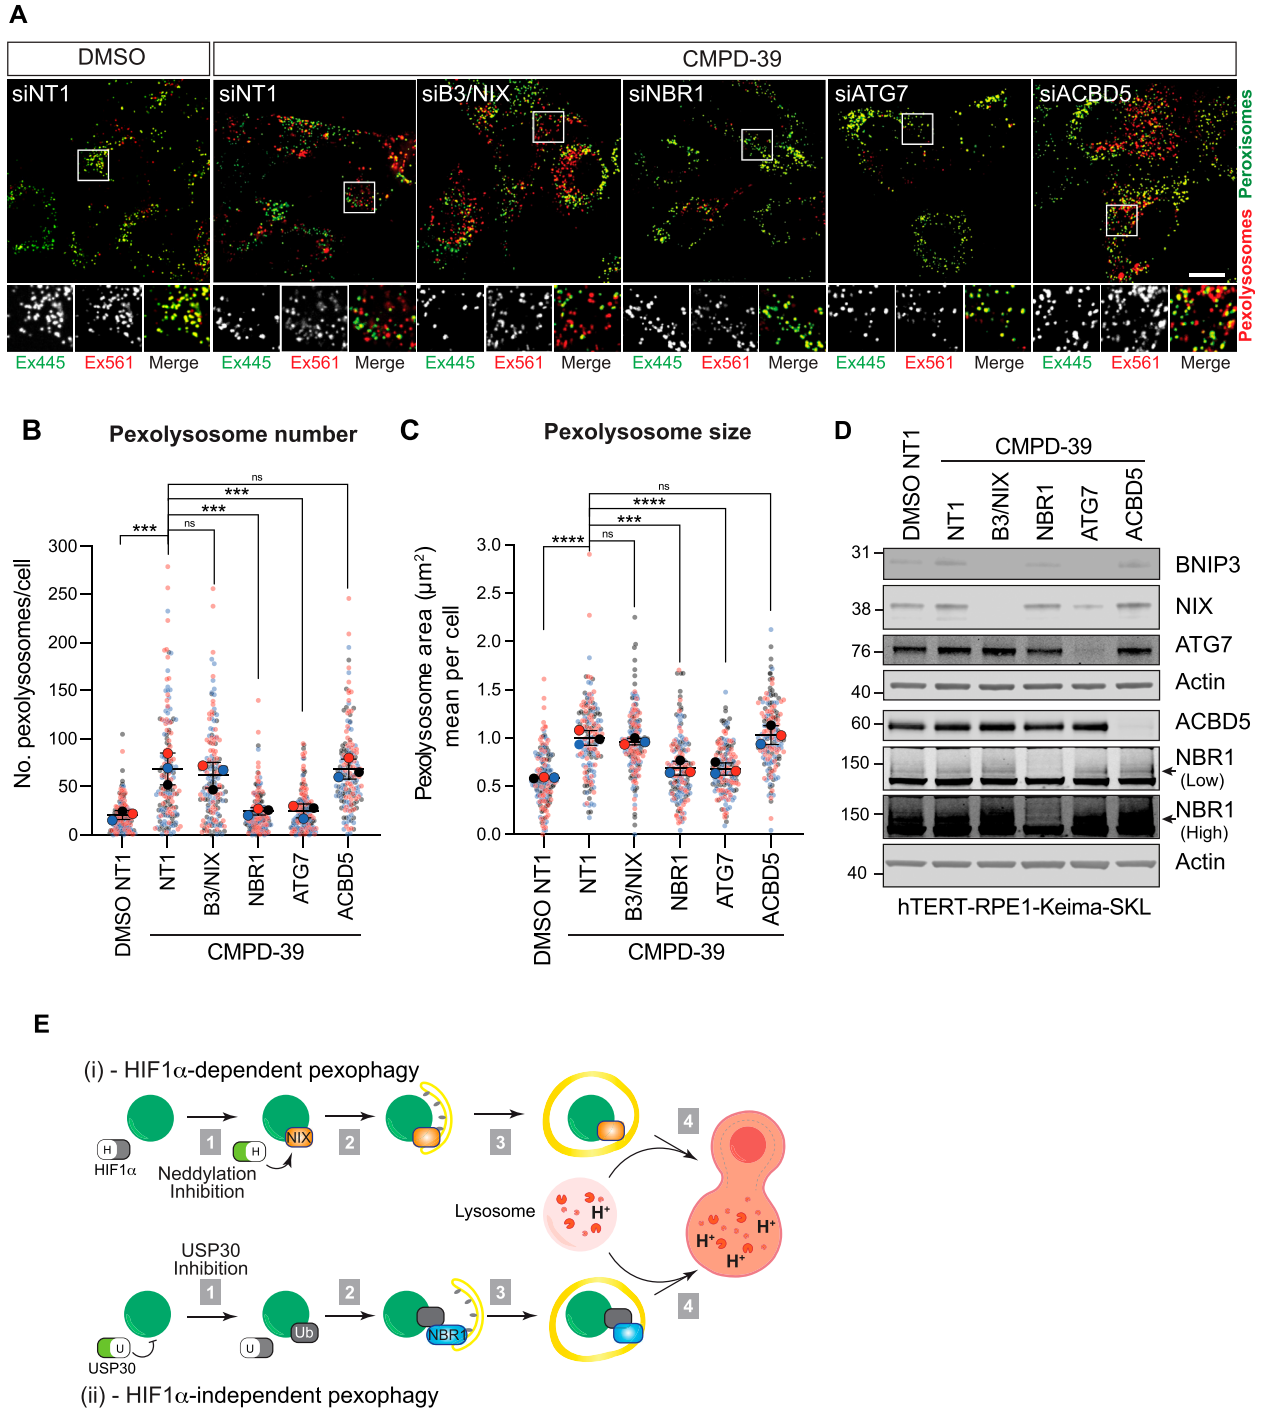 A
DMSO
CMPD-39
siNT1
siNT1
siB3/NIX
siNBR1
siATG7
siACBD5
Pexolysosomes Peroxisomes
Ex445 Ex561 Merge
Ex445 Ex561 Merge
Ex445 Ex561 Merge
Ex445 Ex561 Merge
Ex445 Ex561 Merge
Ex445 Ex561 Merge
B
Pexolysosome number
No. pexolysosomes/cell
300
250
200
150
100
50
0
***
ns
***
***
ns
DMSO NT1
NT1
B3/NIX
NBR1
ATG7
ACBD5
CMPD-39
C
Pexolysosome size
Pexolysosome area (µm²)
mean per cell
3.0
2.5
2.0
1.5
1.0
0.5
0.0
****
ns
***
****
ns
DMSO NT1
NT1
B3/NIX
NBR1
ATG7
ACBD5
CMPD-39
D
CMPD-39
DMSO NT1
NT1
B3/NIX
NBR1
ATG7
ACBD5
31
BNIP3
38
NIX
76
ATG7
40
Actin
60
ACBD5
150
NBR1
(Low)
150
NBR1
(High)
40
Actin
hTERT-RPE1-Keima-SKL
E
(i) - HIF1α-dependent pexophagy
H
HIF1α
1
H
NIX
Neddylation
Inhibition
2
3
4
Lysosome
H⁺
H⁺
H⁺
H⁺
USP30
Inhibition
1
2
3
4
U
USP30
U
Ub
NBR1
(ii) - HIF1α-independent pexophagy